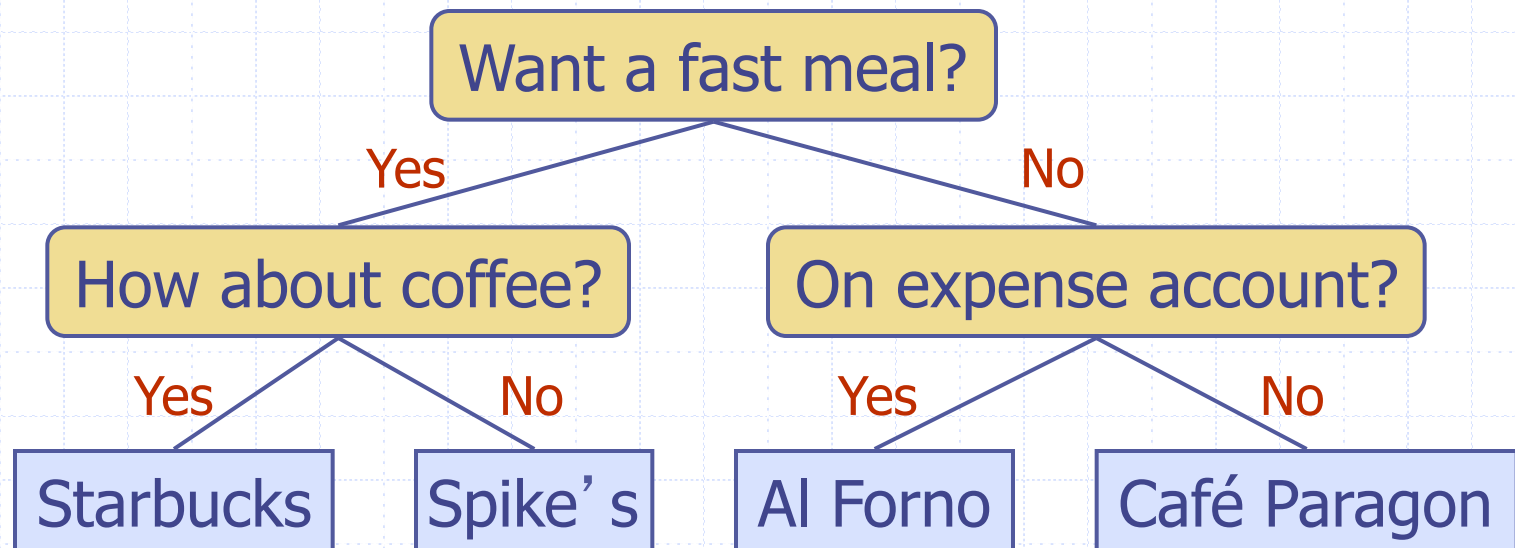 Want a fast meal?
Yes
No
How about coffee?
On expense account?
Yes
No
Yes
No
Starbucks
Spike’s
Al Forno
Café Paragon